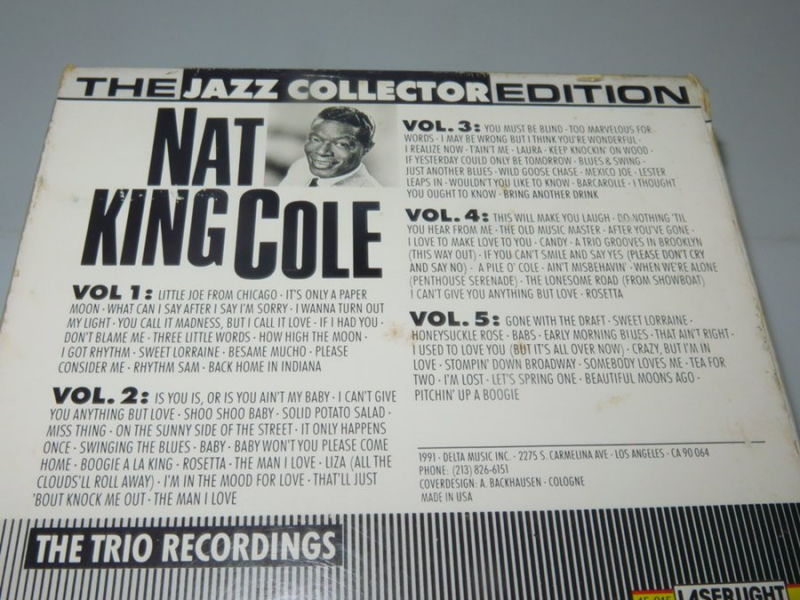 THE JAZZ COLLECTOR EDITION
NAT
KING COLE
VOL 1: LITTLE JOE FROM CHICAGO · IT'S ONLY A PAPER
MOON · WHAT CAN I SAY AFTER I SAY I'M SORRY · I WANNA TURN OUT
MY LIGHT · YOU CALL IT MADNESS, BUT I CALL IT LOVE · IF I HAD YOU ·
DON'T BLAME ME · THREE LITTLE WORDS · HOW HIGH THE MOON ·
I GOT RHYTHM · SWEET LORRAINE · BESAME MUCHO · PLEASE
CONSIDER ME · RHYTHM SAM · BACK HOME IN INDIANA
VOL. 2: IS YOU IS, OR IS YOU AIN'T MY BABY · I CAN'T GIVE
YOU ANYTHING BUT LOVE · SHOO SHOO BABY · SOLID POTATO SALAD ·
MISS THING · ON THE SUNNY SIDE OF THE STREET · IT ONLY HAPPENS
ONCE · SWINGING THE BLUES · BABY · BABY WON'T YOU PLEASE COME
HOME · BOOGIE A LA KING · ROSETTA · THE MAN I LOVE · LIZA (ALL THE
CLOUDS'LL ROLL AWAY) · I'M IN THE MOOD FOR LOVE · THAT'LL JUST
'BOUT KNOCK ME OUT · THE MAN I LOVE
VOL. 3: YOU MUST BE BLIND · TOO MARVELOUS FOR
WORDS · I MAY BE WRONG BUT I THINK YOU'RE WONDERFUL ·
I REALIZE NOW · T'AIN'T ME · LAURA · KEEP KNOCKIN' ON WOOD ·
IF YESTERDAY COULD ONLY BE TOMORROW · BLUES & SWING ·
JUST ANOTHER BLUES · WILD GOOSE CHASE · MEXICO JOE · LESTER
LEAPS IN · WOULDN'T YOU LIKE TO KNOW · BARCAROLLE · I THOUGHT
YOU OUGHT TO KNOW · BRING ANOTHER DRINK
VOL. 4: THIS WILL MAKE YOU LAUGH · DO NOTHING 'TIL
YOU HEAR FROM ME · THE OLD MUSIC MASTER · AFTER YOU'VE GONE ·
I LOVE TO MAKE LOVE TO YOU · CANDY · A TRIO GROOVES IN BROOKLYN
(THIS WAY OUT) · IF YOU CAN'T SMILE AND SAY YES (PLEASE DON'T CRY
AND SAY NO) · A PILE O' COLE · AIN'T MISBEHAVIN' · WHEN WE'RE ALONE
(PENTHOUSE SERENADE) · THE LONESOME ROAD (FROM SHOWBOAT)
I CAN'T GIVE YOU ANYTHING BUT LOVE · ROSETTA
VOL. 5: GONE WITH THE DRAFT · SWEET LORRAINE ·
HONEYSUCKLE ROSE · BABS · EARLY MORNING BLUES · THAT AIN'T RIGHT ·
I USED TO LOVE YOU (BUT IT'S ALL OVER NOW) · CRAZY, BUT I'M IN
LOVE · STOMPIN' DOWN BROADWAY · SOMEBODY LOVES ME · TEA FOR
TWO · I'M LOST · LET'S SPRING ONE · BEAUTIFUL MOONS AGO ·
PITCHIN' UP A BOOGIE
1991 · DELTA MUSIC INC. · 2275 S. CARMELINA AVE · LOS ANGELES · CA 90 064
PHONE: (213) 826-6151
COVERDESIGN: A. BACKHAUSEN · COLOGNE
MADE IN USA
THE TRIO RECORDINGS
LASERLIGHT